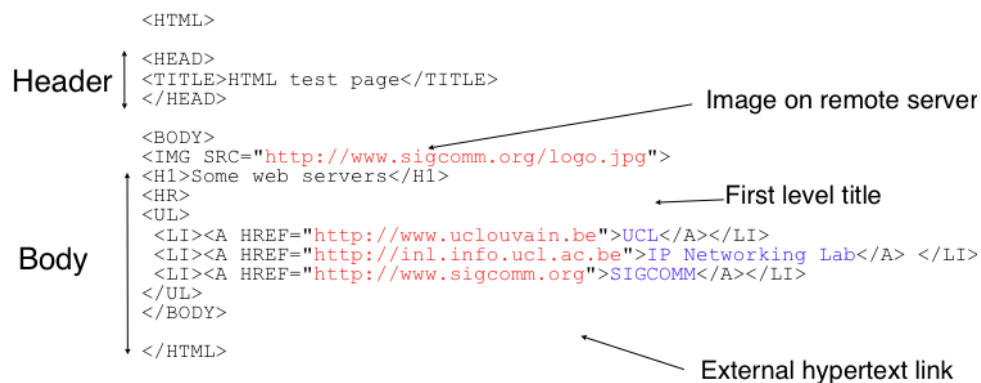 <HTML>
<HEAD>
Header
<TITLE>HTML test page</TITLE>
</HEAD>
Image on remote server
<BODY>
<IMG SRC="http://www.sigcomm.org/logo.jpg">
<H1>Some web servers</H1>
<HR>
First level title
<UL>
<LI><A HREF="http://www.uclouvain.be">UCL</A></LI>
Body
<LI><A HREF="http://inl.info.ucl.ac.be">IP Networking Lab</A> </LI>
<LI><A HREF="http://www.sigcomm.org">SIGCOMM</A></LI>
</UL>
</BODY>
</HTML>
External hypertext link